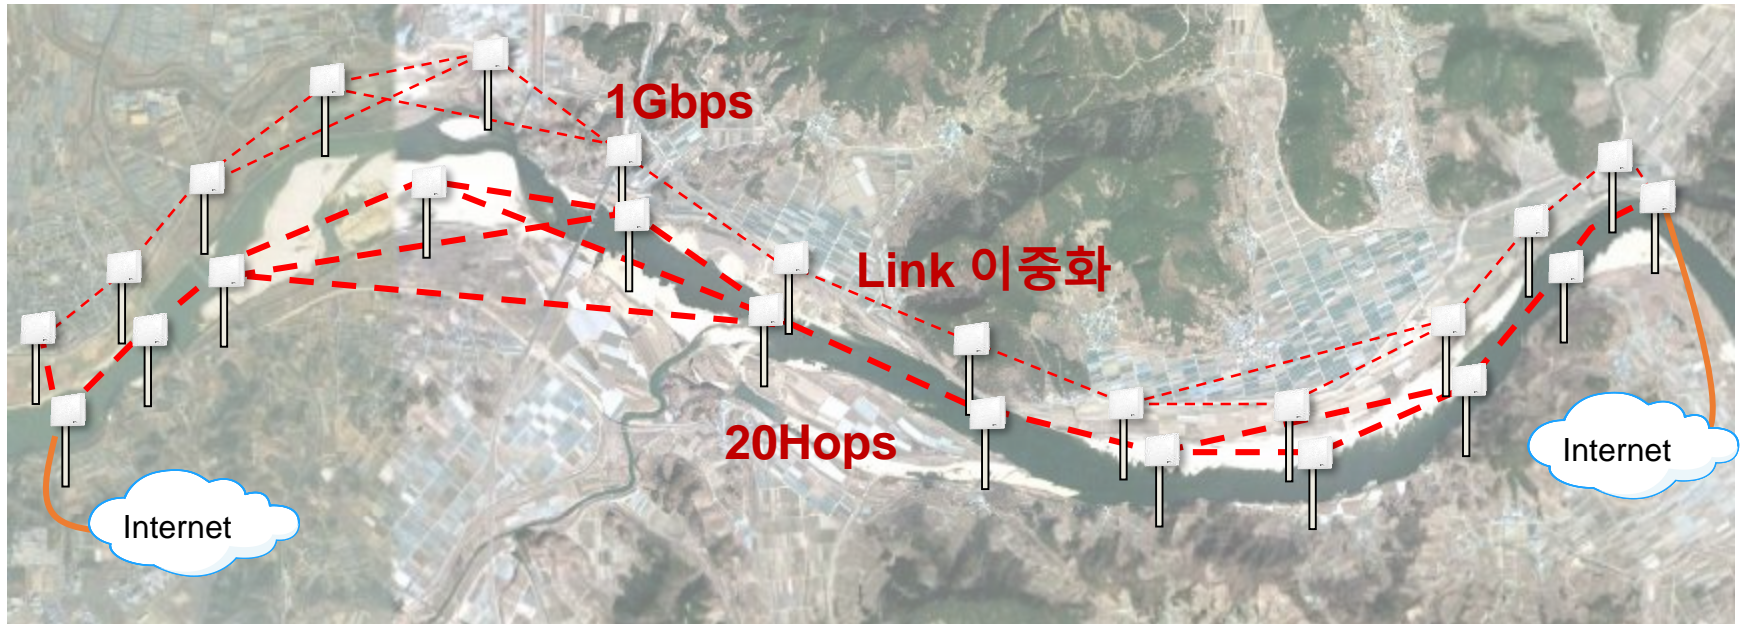 1Gbps
Link 이중화
20Hops
Internet
Internet